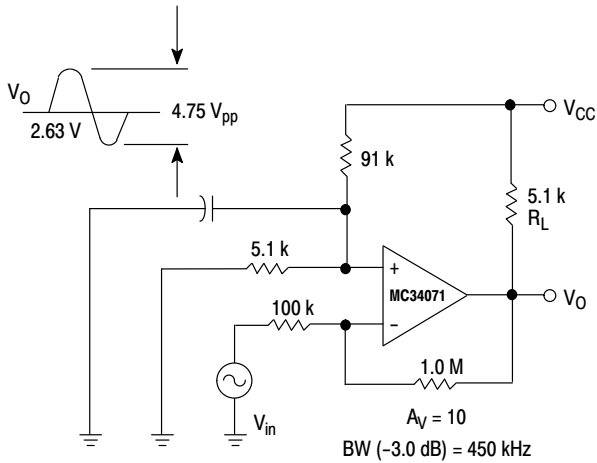 V_O
2.63 V
4.75 V_pp
V_CC
91 k
5.1 k
R_L
5.1 k
+
MC34071
V_O
100 k
−
1.0 M
V_in
A_V = 10
BW (−3.0 dB) = 450 kHz